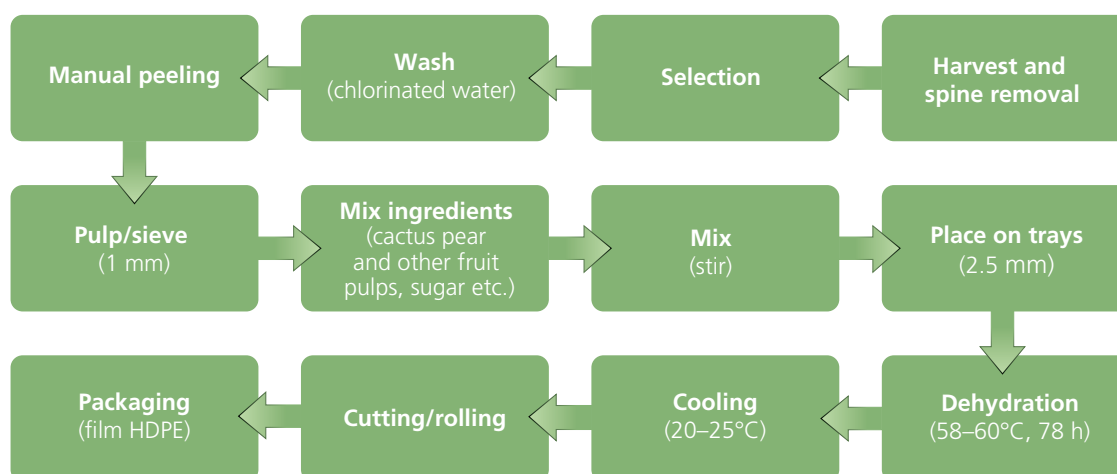 Manual peeling
Wash
(chlorinated water)
Selection
Harvest and
spine removal
Pulp/sieve
(1 mm)
Mix ingredients
(cactus pear
and other fruit
pulps, sugar etc.)
Mix
(stir)
Place on trays
(2.5 mm)
Packaging
(film HDPE)
Cutting/rolling
Cooling
(20–25°C)
Dehydration
(58–60°C, 78 h)